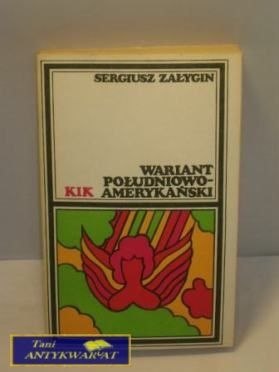 SERGIUSZ ZAŁYGIN
WARIANT
POŁUDNIOWO-
KIK AMERYKAŃSKI
Tani
ANTYKWARIAT